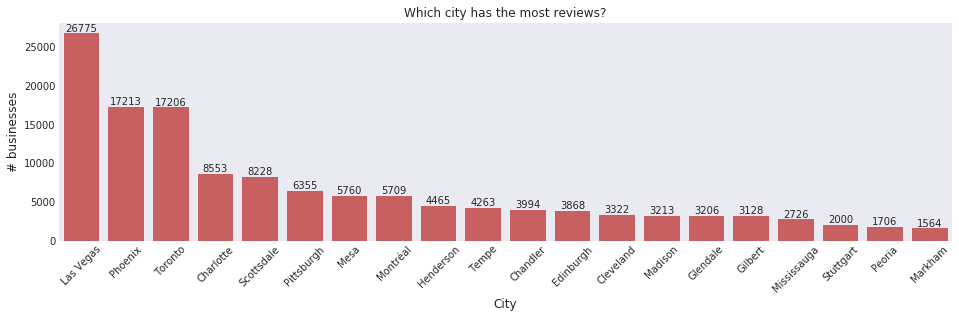 Which city has the most reviews?
# businesses
25000
20000
15000
10000
5000
0
26775
17213
17206
8553
8228
6355
5760
5709
4465
4263
3994
3868
3322
3213
3206
3128
2726
2000
1706
1564
Las Vegas
Phoenix
Toronto
Charlotte
Scottsdale
Pittsburgh
Mesa
Montréal
Henderson
Tempe
Chandler
Edinburgh
Cleveland
Madison
Glendale
Gilbert
Mississauga
Stuttgart
Peoria
Markham
City